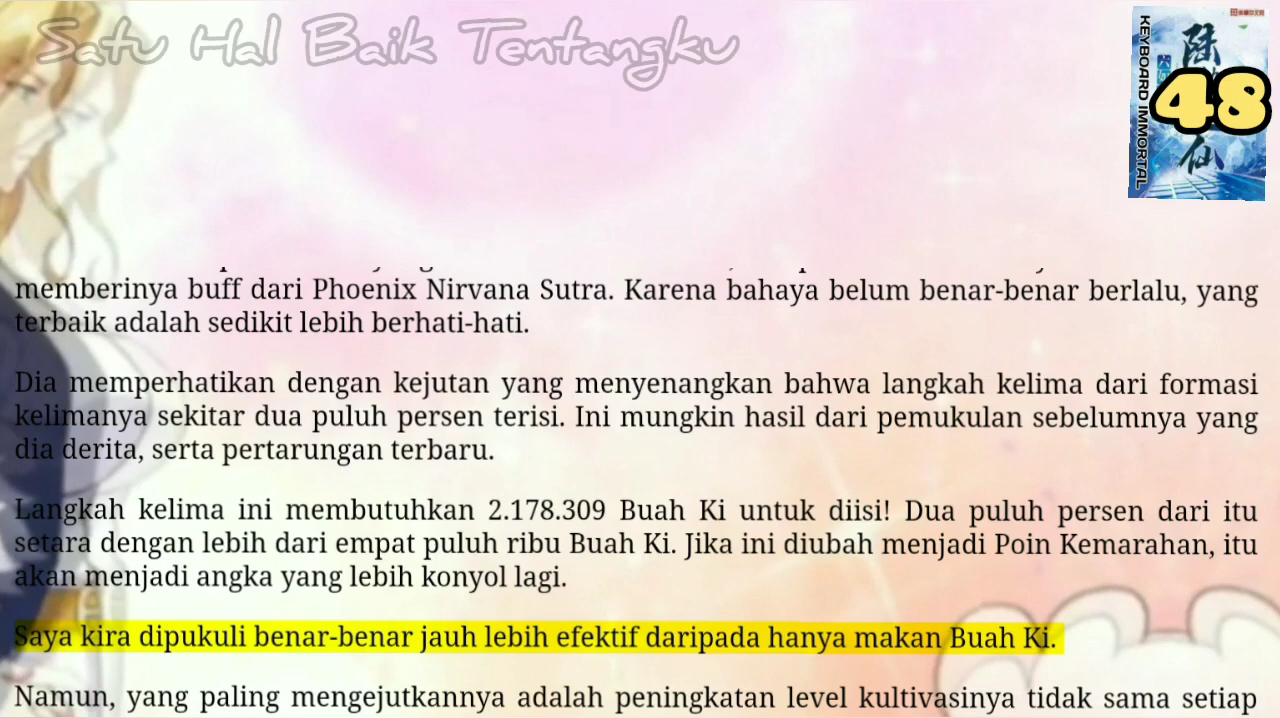 Satu Hal Baik Tentangku
KEYBOARD IMMORTAL
48
memberinya buff dari Phoenix Nirvana Sutra. Karena bahaya belum benar-benar berlalu, yang
terbaik adalah sedikit lebih berhati-hati.
Dia memperhatikan dengan kejutan yang menyenangkan bahwa langkah kelima dari formasi
kelimanya sekitar dua puluh persen terisi. Ini mungkin hasil dari pemukulan sebelumnya yang
dia derita, serta pertarungan terbaru.
Langkah kelima ini membutuhkan 2.178.309 Buah Ki untuk diisi! Dua puluh persen dari itu
setara dengan lebih dari empat puluh ribu Buah Ki. Jika ini diubah menjadi Poin Kemarahan, itu
akan menjadi angka yang lebih konyol lagi.
Saya kira dipukuli benar-benar jauh lebih efektif daripada hanya makan Buah Ki.
Namun, yang paling mengejutkannya adalah peningkatan level kultivasinya tidak sama setiap